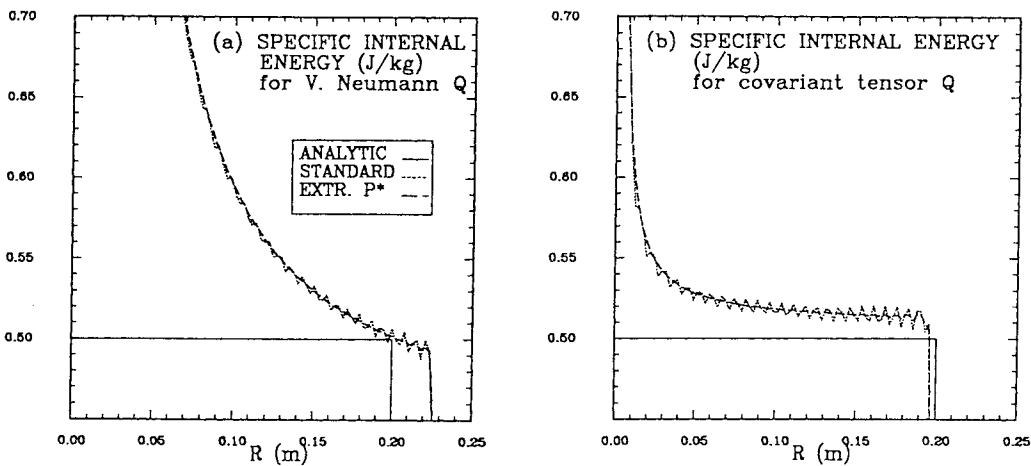 (a) SPECIFIC INTERNAL
ENERGY (J/kg)
for V. Neumann Q
ANALYTIC
STANDARD
EXTR. P*
0.70
0.65
0.60
0.55
0.50
0.00
0.05
0.10
0.15
0.20
0.25
R (m)
(b) SPECIFIC INTERNAL ENERGY
(J/kg)
for covariant tensor Q
0.70
0.65
0.60
0.55
0.50
0.00
0.05
0.10
0.15
0.20
0.25
R (m)